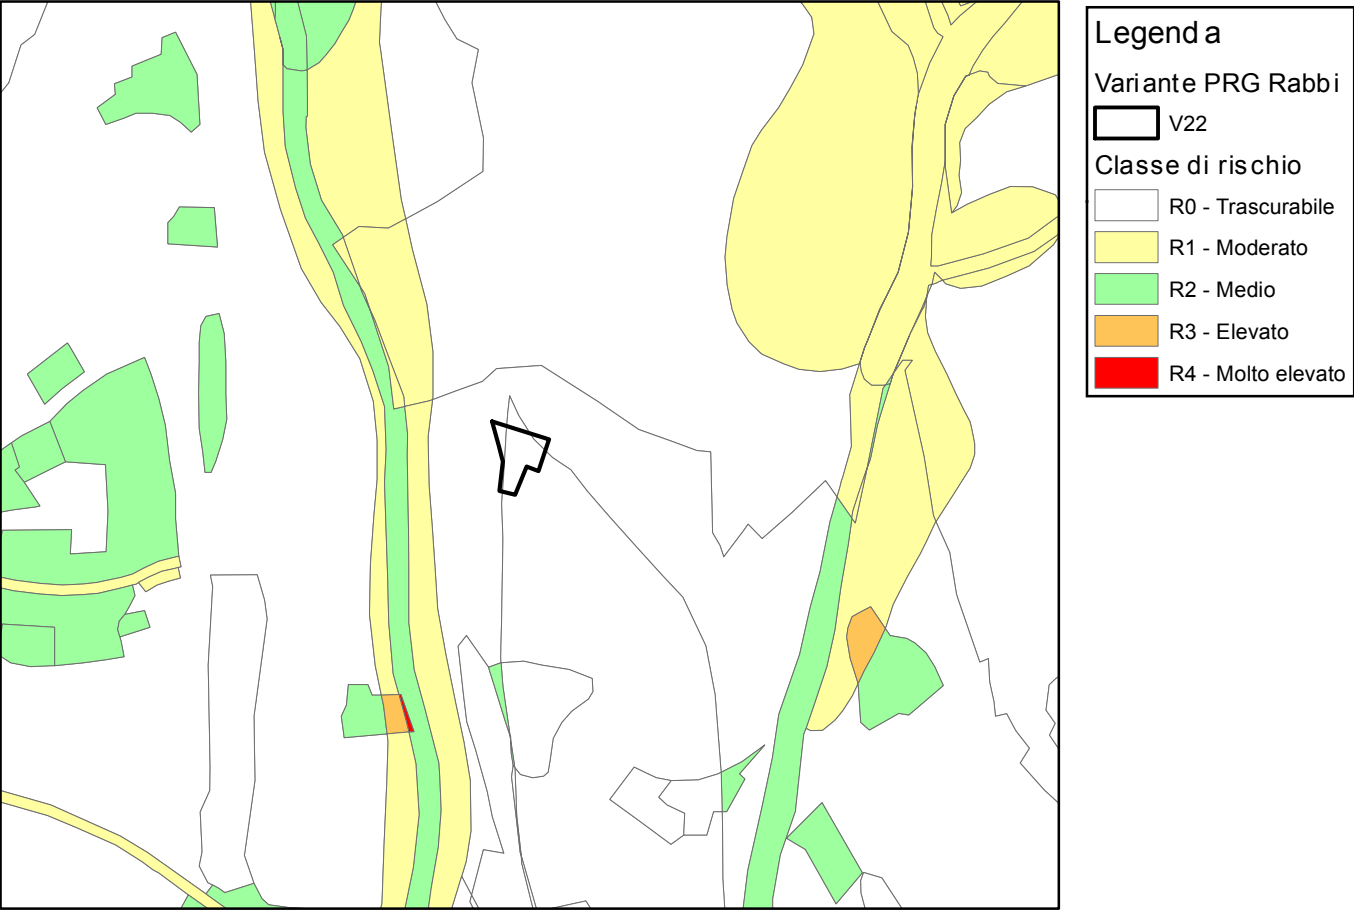 Legenda
Variante PRG Rabbi
V22
Classe di rischio
R0 - Trascurabile
R1 - Moderato
R2 - Medio
R3 - Elevato
R4 - Molto elevato